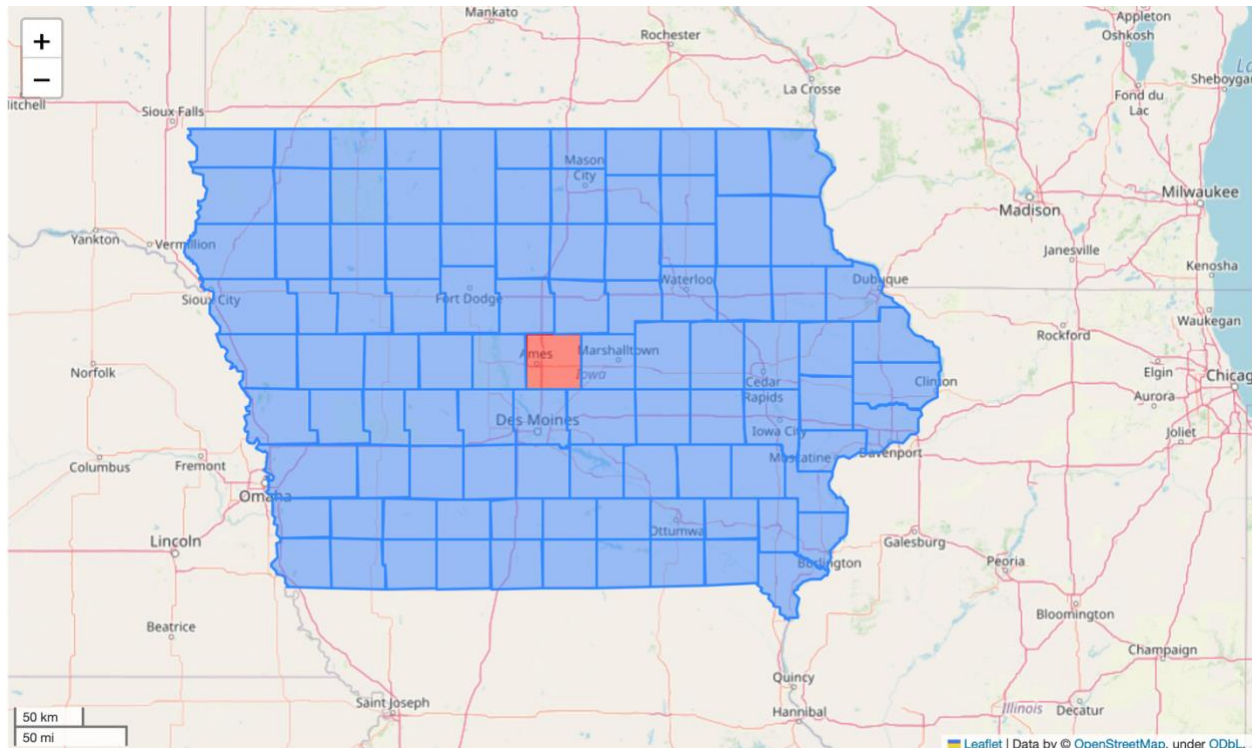 +
−
Mankato
Rochester
Appleton
Oshkosh
Sheboygan
La Crosse
Fond du
Lac
Sioux Falls
Mason
City
Madison
Milwaukee
Yankton
Vermillion
Janesville
Kenosha
Sioux City
Fort Dodge
Waterloo
Dubuque
Waukegan
Rockford
Ames
Marshalltown
Iowa
Norfolk
Cedar
Rapids
Clinton
Elgin
Chicag
Aurora
Des Moines
Iowa City
Joliet
Columbus
Fremont
Muscatine
Davenport
Omaha
Lincoln
Ottumwa
Galesburg
Burlington
Peoria
Beatrice
Bloomington
Champaign
Saint Joseph
Quincy
Hannibal
Illinois
Decatur
50 km
50 mi
Leaflet | Data by © OpenStreetMap, under ODbL.